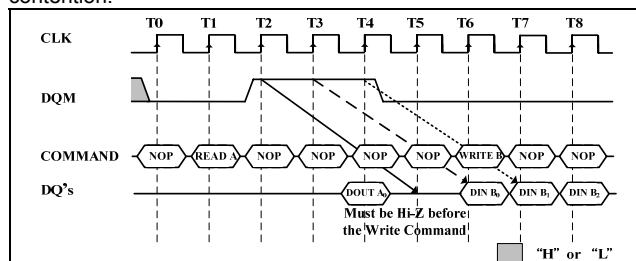 contention.
T0 T1 T2 T3 T4 T5 T6 T7 T8
CLK
DQM
COMMAND NOP READ A NOP NOP NOP NOP WRITE B NOP NOP
DQ's DOUT A0 DIN B0 DIN B1 DIN B2
Must be Hi-Z before
the Write Command
"H" or "L"